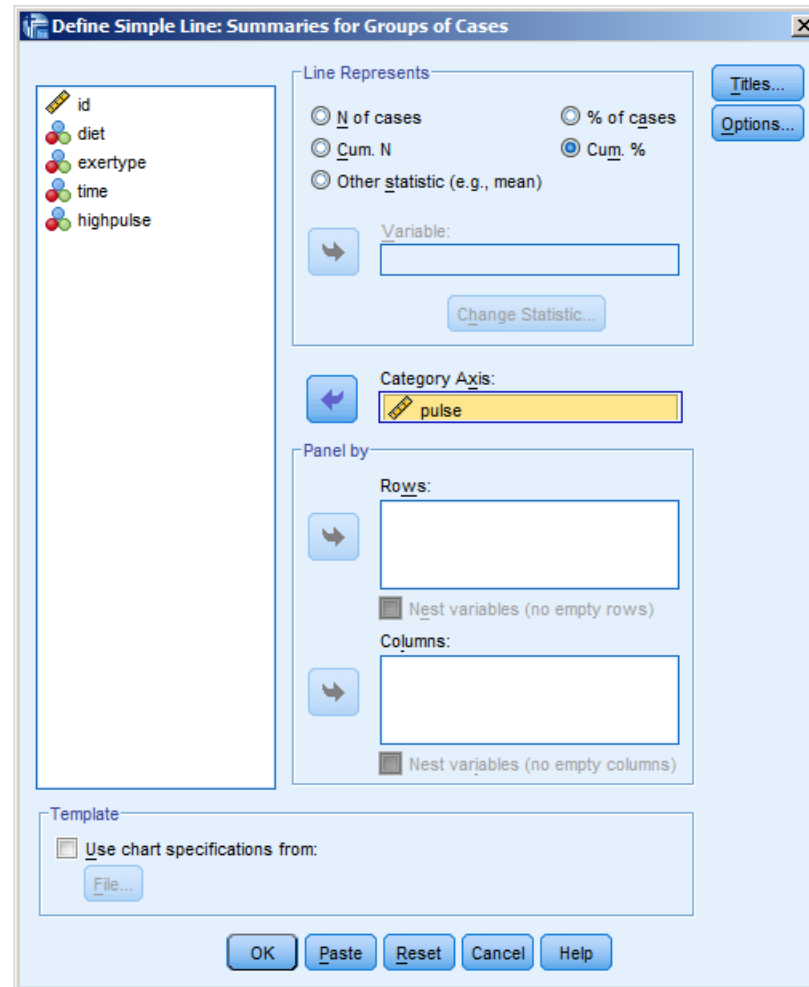 Define Simple Line: Summaries for Groups of Cases
id
diet
exertype
time
highpulse
Line Represents
N of cases
% of cases
Cum. N
Cum. %
Other statistic (e.g., mean)
Variable:
Change Statistic...
Titles...
Options...
Category Axis:
pulse
Panel by
Rows:
Nest variables (no empty rows)
Columns:
Nest variables (no empty columns)
Template
Use chart specifications from:
File...
OK
Paste
Reset
Cancel
Help